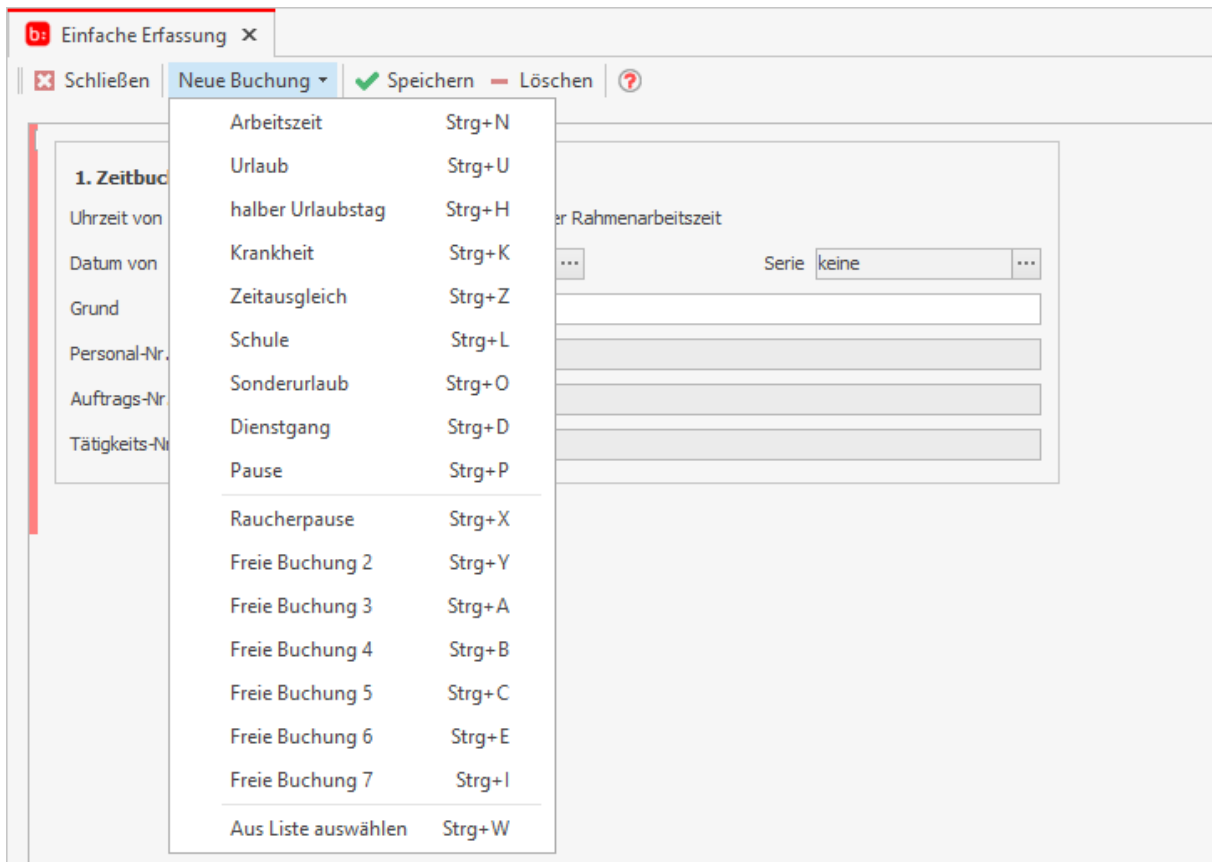 b: Einfache Erfassung X
Schließen Neue Buchung Speichern Löschen ?
Arbeitszeit Strg+N
Urlaub Strg+U
halber Urlaubstag Strg+H
Krankheit Strg+K
Zeitausgleich Strg+Z
Schule Strg+L
Sonderurlaub Strg+O
Dienstgang Strg+D
Pause Strg+P
Raucherpause Strg+X
Freie Buchung 2 Strg+Y
Freie Buchung 3 Strg+A
Freie Buchung 4 Strg+B
Freie Buchung 5 Strg+C
Freie Buchung 6 Strg+E
Freie Buchung 7 Strg+I
Aus Liste auswählen Strg+W
1. Zeitbuc
Uhrzeit von er Rahmenarbeitszeit
Datum von ... Serie keine ...
Grund
Personal-Nr.
Auftrags-Nr.
Tätigkeits-Nr